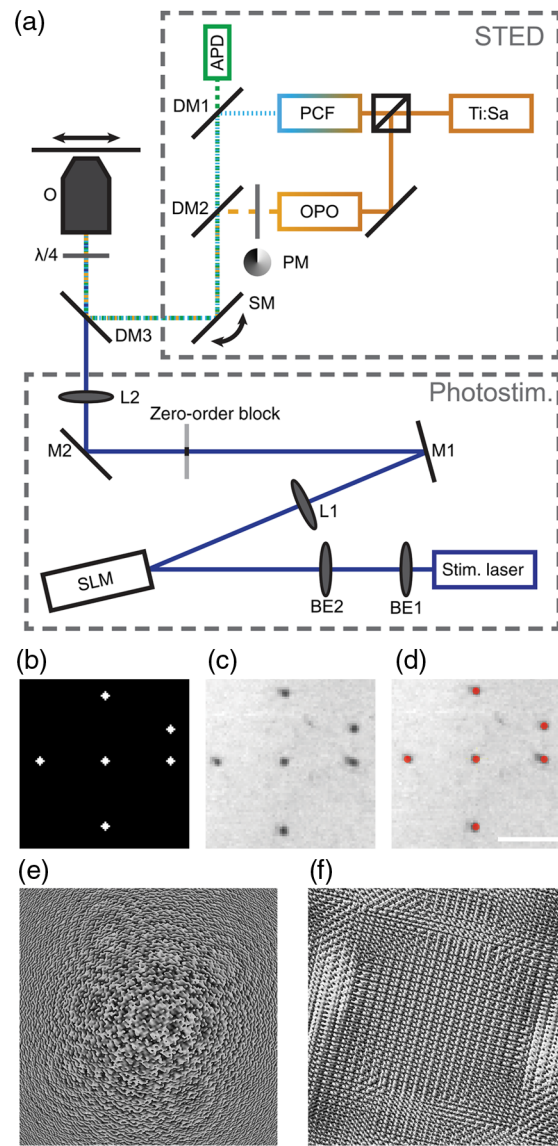 (a)
STED
APD
DM1
PCF
Ti:Sa
O
DM2
OPO
λ/4
PM
SM
DM3
L2
Photostim.
Zero-order block
M2
M1
L1
SLM
Stim. laser
BE2
BE1
(b)
(c)
(d)
(e)
(f)